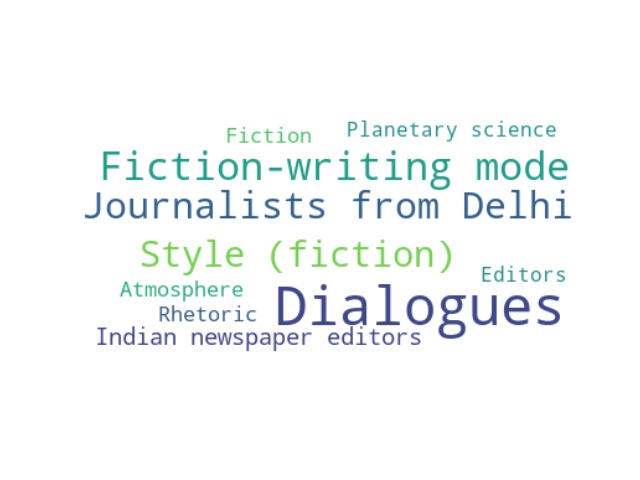 Fiction
Planetary science
Fiction-writing mode
Journalists from Delhi
Style (fiction)
Editors
Atmosphere
Dialogues
Rhetoric
Indian newspaper editors